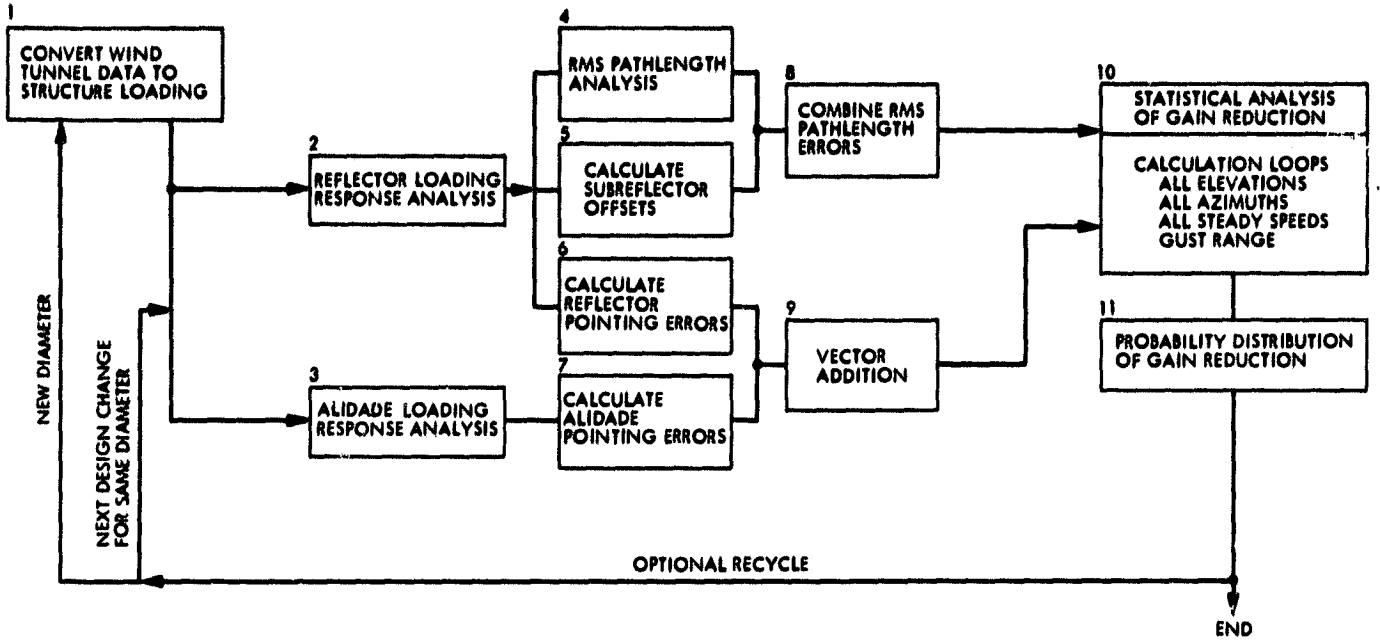 1
CONVERT WIND
TUNNEL DATA TO
STRUCTURE LOADING
2
REFLECTOR LOADING
RESPONSE ANALYSIS
3
ALIDADE LOADING
RESPONSE ANALYSIS
4
RMS PATHLENGTH
ANALYSIS
5
CALCULATE
SUBREFLECTOR
OFFSETS
6
CALCULATE
REFLECTOR
POINTING ERRORS
7
CALCULATE
ALIDADE
POINTING ERRORS
8
COMBINE RMS
PATHLENGTH
ERRORS
9
VECTOR
ADDITION
10
STATISTICAL ANALYSIS
OF GAIN REDUCTION
CALCULATION LOOPS
ALL ELEVATIONS
ALL AZIMUTHS
ALL STEADY SPEEDS
GUST RANGE
11
PROBABILITY DISTRIBUTION
OF GAIN REDUCTION
NEW DIAMETER
NEXT DESIGN CHANGE
FOR SAME DIAMETER
OPTIONAL RECYCLE
END